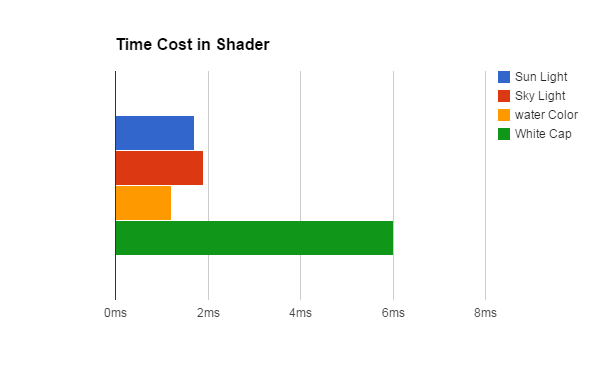 Time Cost in Shader
Sun Light
Sky Light
water Color
White Cap
0ms
2ms
4ms
6ms
8ms